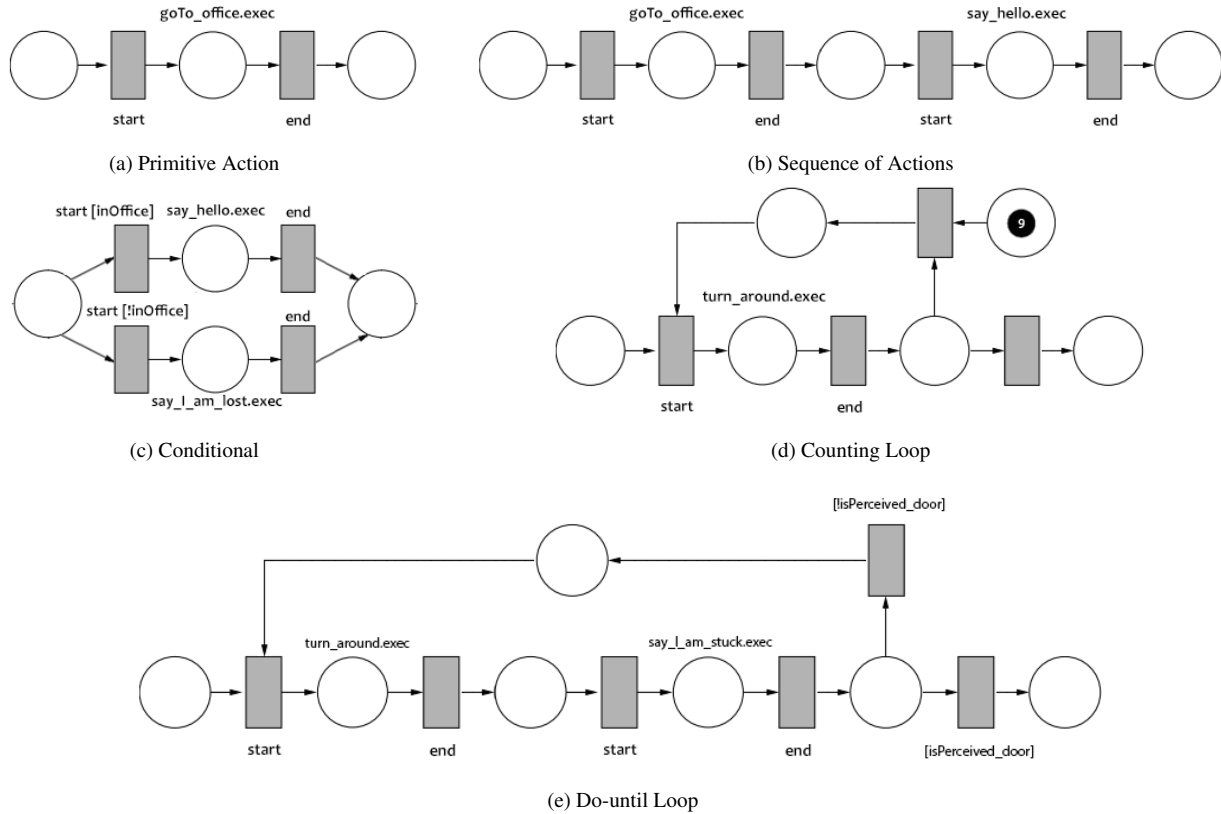 goTo_office.exec
start
end
(a) Primitive Action
goTo_office.exec
say_hello.exec
start
end
start
end
(b) Sequence of Actions
start [inOffice]
say_hello.exec
end
start [!inOffice]
end
say_I_am_lost.exec
(c) Conditional
9
turn_around.exec
start
end
(d) Counting Loop
[!isPerceived_door]
turn_around.exec
say_I_am_stuck.exec
start
end
start
end
[isPerceived_door]
(e) Do-until Loop